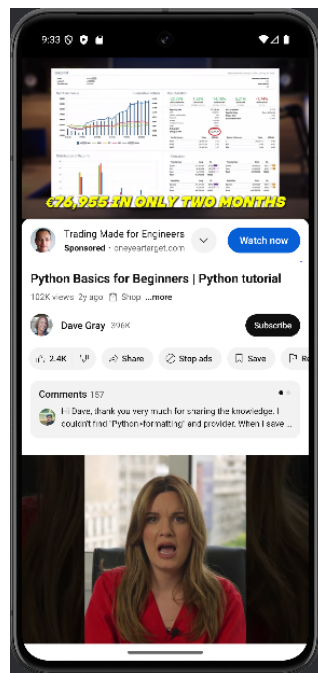 9:33
€76,955 IN ONLY TWO MONTHS
Trading Made for Engineers
Sponsored · oneyeartarget.com
Watch now
Python Basics for Beginners | Python tutorial
102K views 2y ago Shop ...more
Dave Gray 396K
Subscribe
2.4K Share Stop ads Save Re
Comments 157
Hi Dave, thank you very much for sharing the knowledge. I
couldn't find 'Python>formatting' and provider. When I save ...